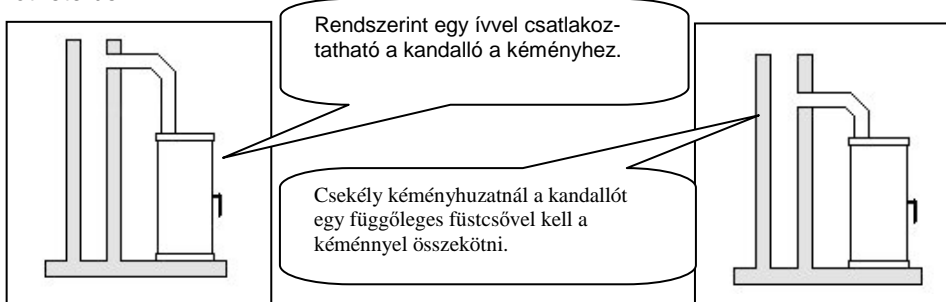 Rendszerint egy ívvel csatlakoz-
tatható a kandalló a kéményhez.
Csekély kéményhuzatnál a kandallót
egy függőleges füstcsővel kell a
kéménnyel összekötni.